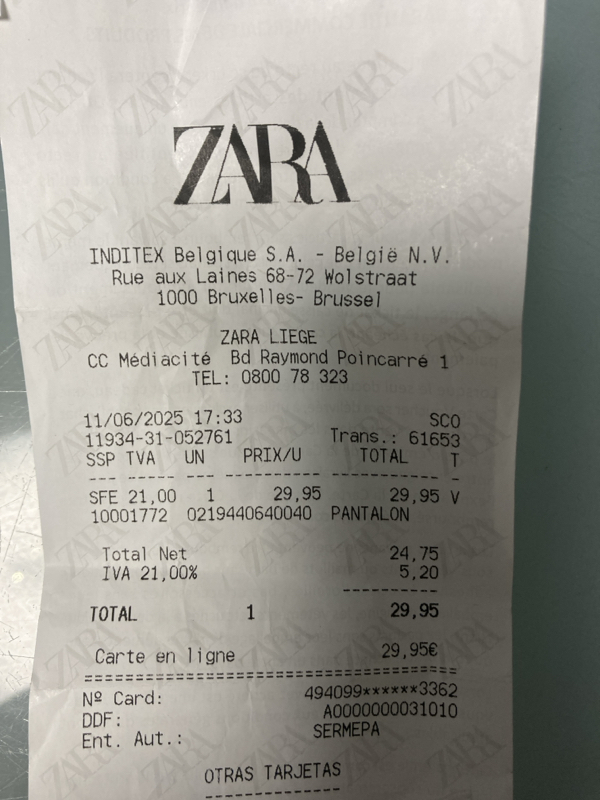 ZARA
INDITEX Belgique S.A. - België N.V.
Rue aux Laines 68-72 Wolstraat
1000 Bruxelles- Brussel
ZARA LIEGE
CC Médiacité Bd Raymond Poincarré 1
TEL: 0800 78 323
11/06/2025 17:33 SCO
11934-31-052761 Trans.: 61653
SSP TVA UN PRIX/U TOTAL T
--- ----- --- ------- ------- -
SFE 21,00 1 29,95 29,95 V
10001772 0219440640040 PANTALON
Total Net 24,75
IVA 21,00% 5,20
----------
TOTAL 1 29,95
Carte en ligne 29,95€
========================================
Nº Card: 494099******3362
DDF: A0000000031010
Ent. Aut.: SERMEPA
OTRAS TARJETAS
--------------